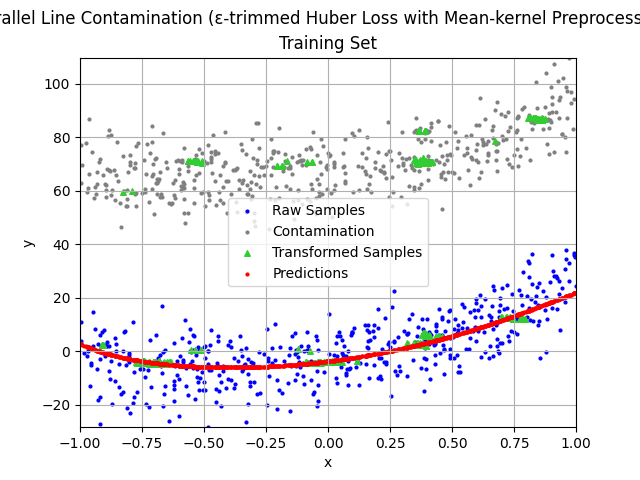 Line Contamination (ε-trimmed Huber Loss with Mean-kernel
Training Set
100
80
60
40
20
0
−20
y
Raw Samples
Contamination
Transformed Samples
Predictions
−1.00 −0.75 −0.50 −0.25 0.00 0.25 0.50 0.75 1.00
x